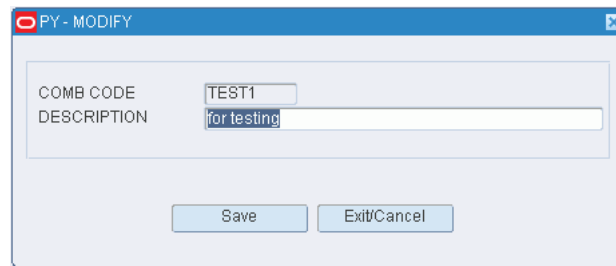 PY - MODIFY
COMB CODE TEST1
DESCRIPTION for testing
Save Exit/Cancel